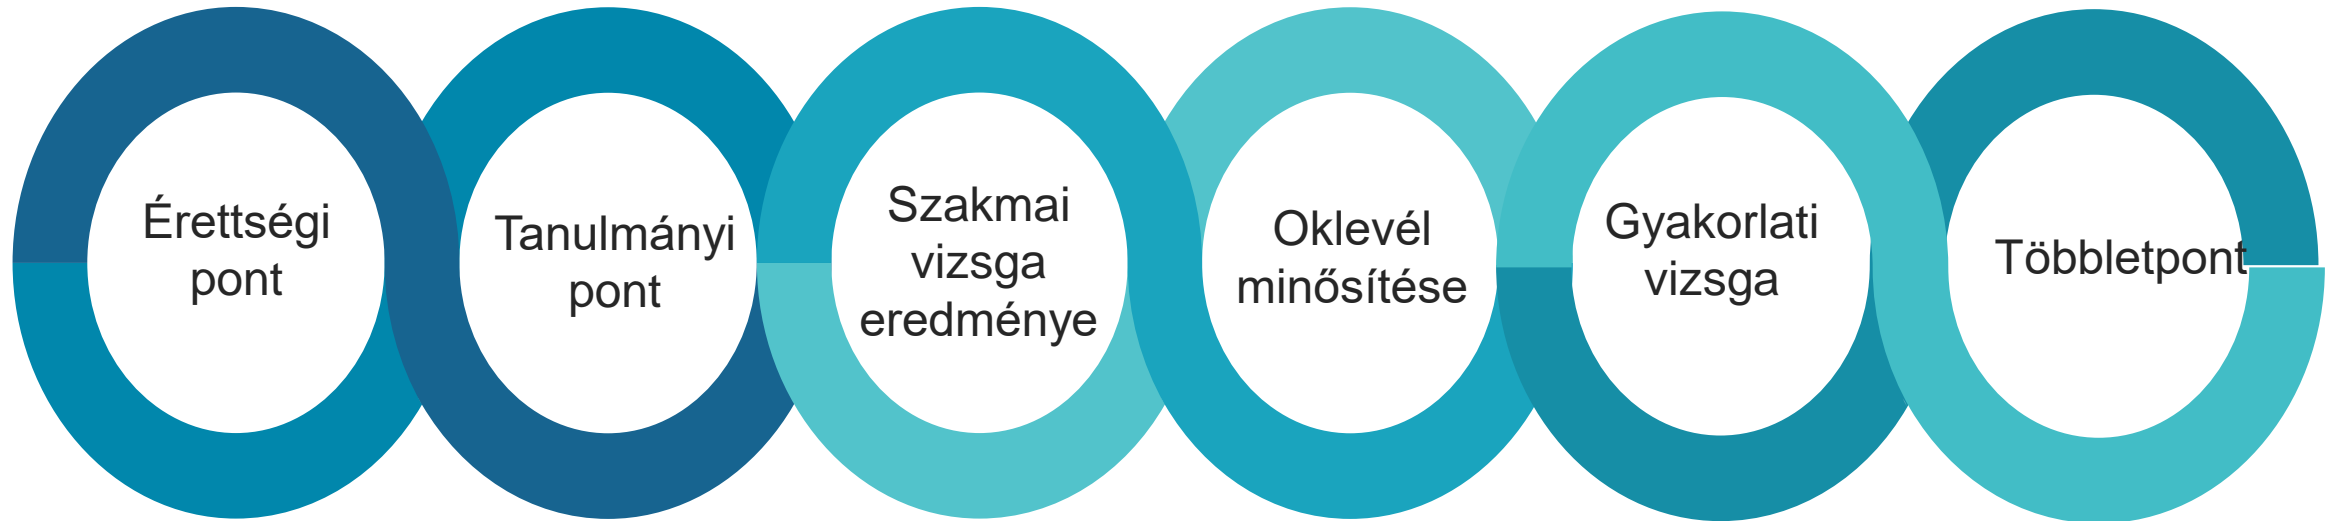 Érettségi
pont
Tanulmányi
pont
Szakmai
vizsga
eredménye
Oklevél
minősítése
Gyakorlati
vizsga
Többletpont